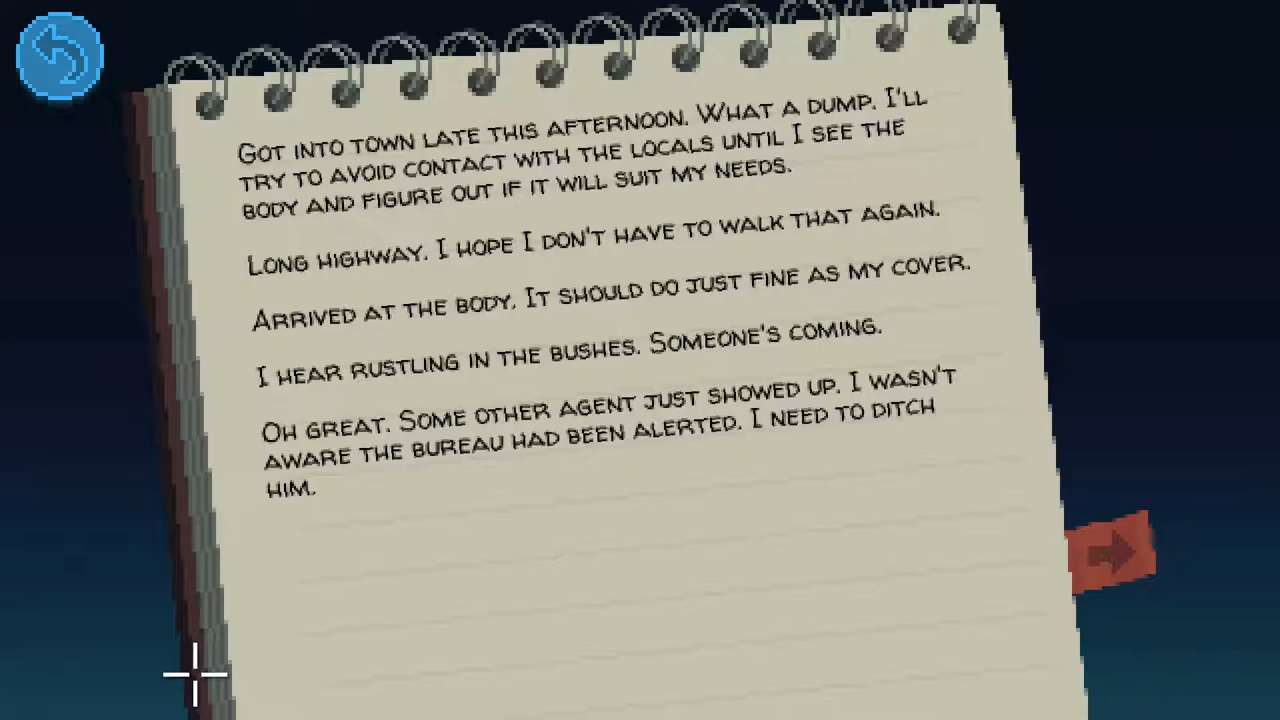 Got into town late this afternoon. What a dump. I'll
try to avoid contact with the locals until I see the
body and figure out if it will suit my needs.
Long highway. I hope I don't have to walk that again.
Arrived at the body. It should do just fine as my cover.
I hear rustling in the bushes. Someone's coming.
Oh great. Some other agent just showed up. I wasn't
aware the bureau had been alerted. I need to ditch
him.